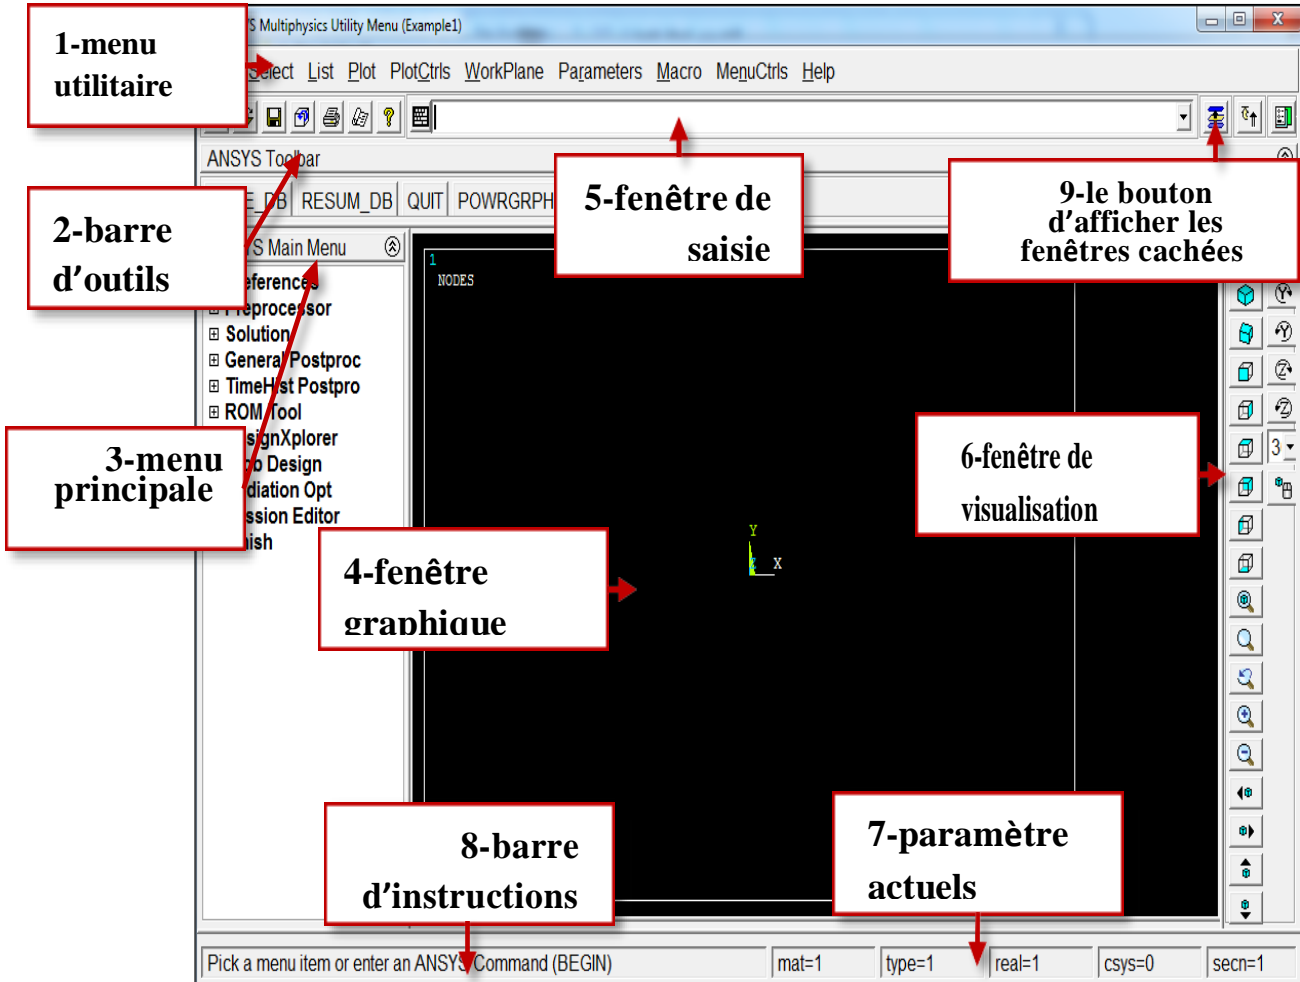 S Multiphysics Utility Menu (Example1)
1-menu
utilitaire
Select List Plot PlotCtrls WorkPlane Parameters Macro MenuCtrls Help
ANSYS Toolbar
E_DB RESUM_DB QUIT POWRGRPH
5-fenêtre de
saisie
9-le bouton
d'afficher les
fenêtres cachées
2-barre
d'outils
S Main Menu
eferences
Preprocessor
Solution
General Postproc
TimeHist Postpro
ROM Tool
signXplorer
ob Design
diation Opt
ssion Editor
nish
1
NODES
3-menu
principale
4-fenêtre
graphique
Y
Z X
6-fenêtre de
visualisation
Y
Y
Z
Z
3
8-barre
d'instructions
7-paramètre
actuels
Pick a menu item or enter an ANSYS Command (BEGIN) mat=1 type=1 real=1 csys=0 secn=1